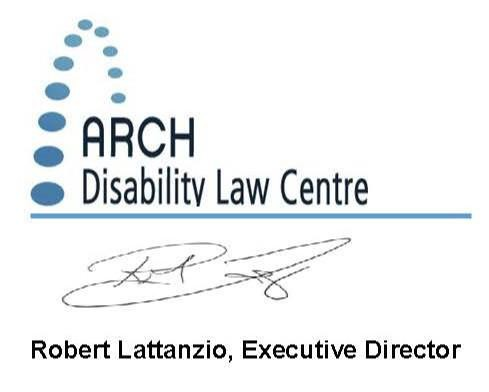 ARCH
Disability Law Centre
Robert Lattanzio, Executive Director